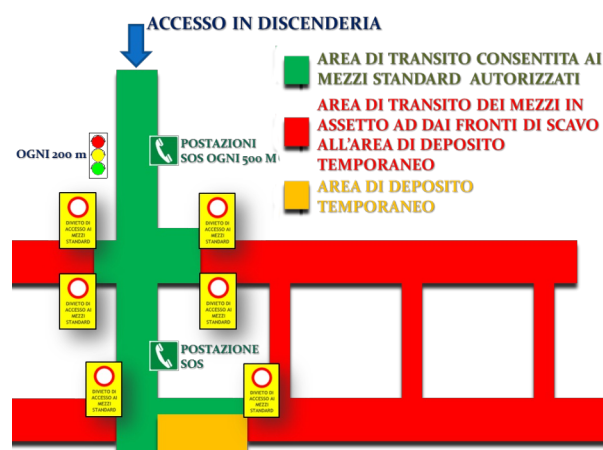 ACCESSO IN DISCENDERIA
AREA DI TRANSITO CONSENTITA AI
MEZZI STANDARD AUTORIZZATI
AREA DI TRANSITO DEI MEZZI IN
ASSETTO AD DAI FRONTI DI SCAVO
ALL'AREA DI DEPOSITO
TEMPORANEO
AREA DI DEPOSITO
TEMPORANEO
OGNI 200 m
POSTAZIONI
SOS OGNI 500 M
DIVIETO DI
ACCESSO AI
MEZZI
STANDARD
DIVIETO DI
ACCESSO AI
MEZZI
STANDARD
DIVIETO DI
ACCESSO AI
MEZZI
STANDARD
DIVIETO DI
ACCESSO AI
MEZZI
STANDARD
POSTAZIONE
SOS
DIVIETO DI
ACCESSO AI
MEZZI
STANDARD
DIVIETO DI
ACCESSO AI
MEZZI
STANDARD